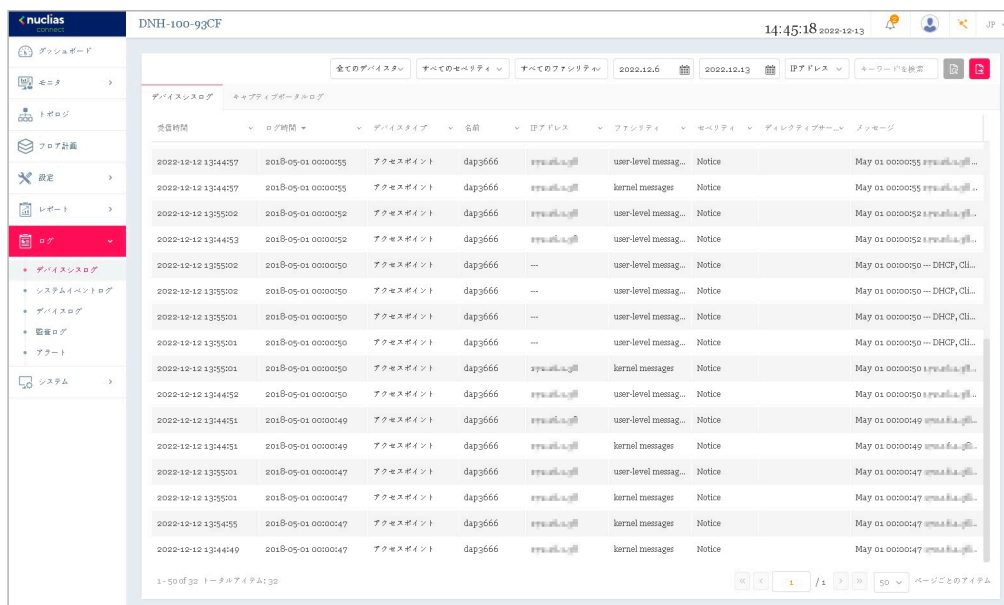 nuclias
connect
DNH-100-93CF
14:45:18 2022-12-13
2
JP
ダッシュボード
モニタ
トポロジ
フロア計画
設定
レポート
ログ
デバイスシスログ
システムイベントログ
デバイスログ
監査ログ
アラート
システム
全てのデバイスタ
すべてのセベリティ
すべてのファシリティ
2022.12.6
2022.12.13
IPアドレス
キーワードを検索
デバイスシスログ キャプティブポータルログ
受信時間 ログ時間 デバイスタイプ 名前 IPアドレス ファシリティ セベリティ ディレクティブサー... メッセージ
2022-12-12 13:44:57 2018-05-01 00:00:55 アクセスポイント dap3666 user-level messag... Notice May 01 00:00:55
2022-12-12 13:44:57 2018-05-01 00:00:55 アクセスポイント dap3666 kernel messages Notice May 01 00:00:55
2022-12-12 13:55:02 2018-05-01 00:00:52 アクセスポイント dap3666 user-level messag... Notice May 01 00:00:52
2022-12-12 13:44:53 2018-05-01 00:00:52 アクセスポイント dap3666 user-level messag... Notice May 01 00:00:52
2022-12-12 13:55:02 2018-05-01 00:00:50 アクセスポイント dap3666 --- user-level messag... Notice May 01 00:00:50 --- DHCP, Cli...
2022-12-12 13:55:02 2018-05-01 00:00:50 アクセスポイント dap3666 --- user-level messag... Notice May 01 00:00:50 --- DHCP, Cli...
2022-12-12 13:55:01 2018-05-01 00:00:50 アクセスポイント dap3666 --- user-level messag... Notice May 01 00:00:50 --- DHCP, Cli...
2022-12-12 13:55:01 2018-05-01 00:00:50 アクセスポイント dap3666 --- user-level messag... Notice May 01 00:00:50 --- DHCP, Cli...
2022-12-12 13:55:01 2018-05-01 00:00:50 アクセスポイント dap3666 kernel messages Notice May 01 00:00:50
2022-12-12 13:44:52 2018-05-01 00:00:50 アクセスポイント dap3666 user-level messag... Notice May 01 00:00:50
2022-12-12 13:44:51 2018-05-01 00:00:49 アクセスポイント dap3666 user-level messag... Notice May 01 00:00:49
2022-12-12 13:44:51 2018-05-01 00:00:49 アクセスポイント dap3666 kernel messages Notice May 01 00:00:49
2022-12-12 13:55:01 2018-05-01 00:00:47 アクセスポイント dap3666 user-level messag... Notice May 01 00:00:47
2022-12-12 13:55:01 2018-05-01 00:00:47 アクセスポイント dap3666 kernel messages Notice May 01 00:00:47
2022-12-12 13:54:55 2018-05-01 00:00:47 アクセスポイント dap3666 kernel messages Notice May 01 00:00:47
2022-12-12 13:44:49 2018-05-01 00:00:47 アクセスポイント dap3666 kernel messages Notice May 01 00:00:47
1 - 50 of 32 トータルアイテム: 32
1 / 1
50 ページごとのアイテム